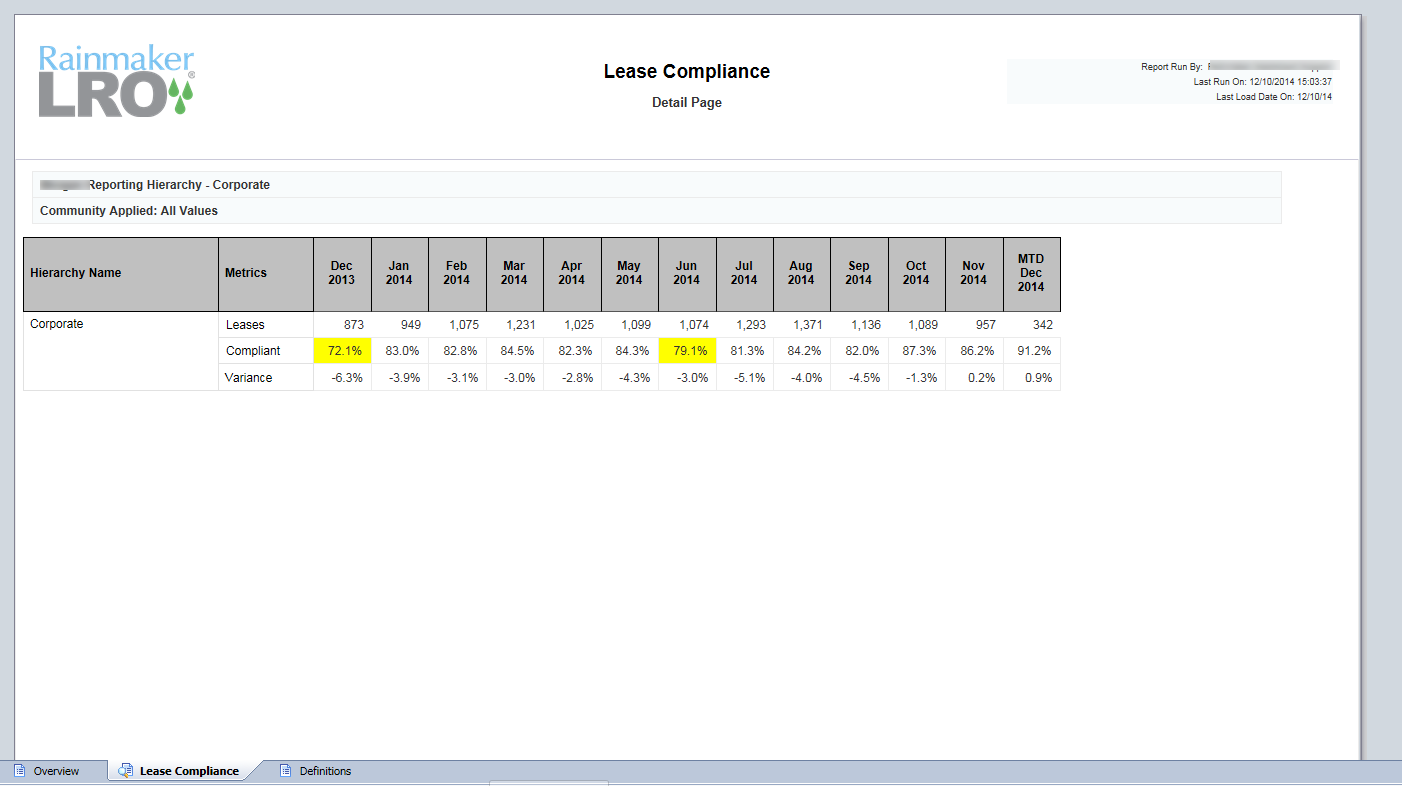 Rainmaker
LRO®
Lease Compliance
Detail Page
Report Run By:
Last Run On: 12/10/2014 15:03:37
Last Load Date On: 12/10/14
Reporting Hierarchy - Corporate
Community Applied: All Values
Hierarchy Name Metrics Dec 2013 Jan 2014 Feb 2014 Mar 2014 Apr 2014 May 2014 Jun 2014 Jul 2014 Aug 2014 Sep 2014 Oct 2014 Nov 2014 MTD Dec 2014
Corporate Leases 873 949 1,075 1,231 1,025 1,099 1,074 1,293 1,371 1,136 1,089 957 342
Compliant 72.1% 83.0% 82.8% 84.5% 82.3% 84.3% 79.1% 81.3% 84.2% 82.0% 87.3% 86.2% 91.2%
Variance -6.3% -3.9% -3.1% -3.0% -2.8% -4.3% -3.0% -5.1% -4.0% -4.5% -1.3% 0.2% 0.9%
Overview Lease Compliance Definitions